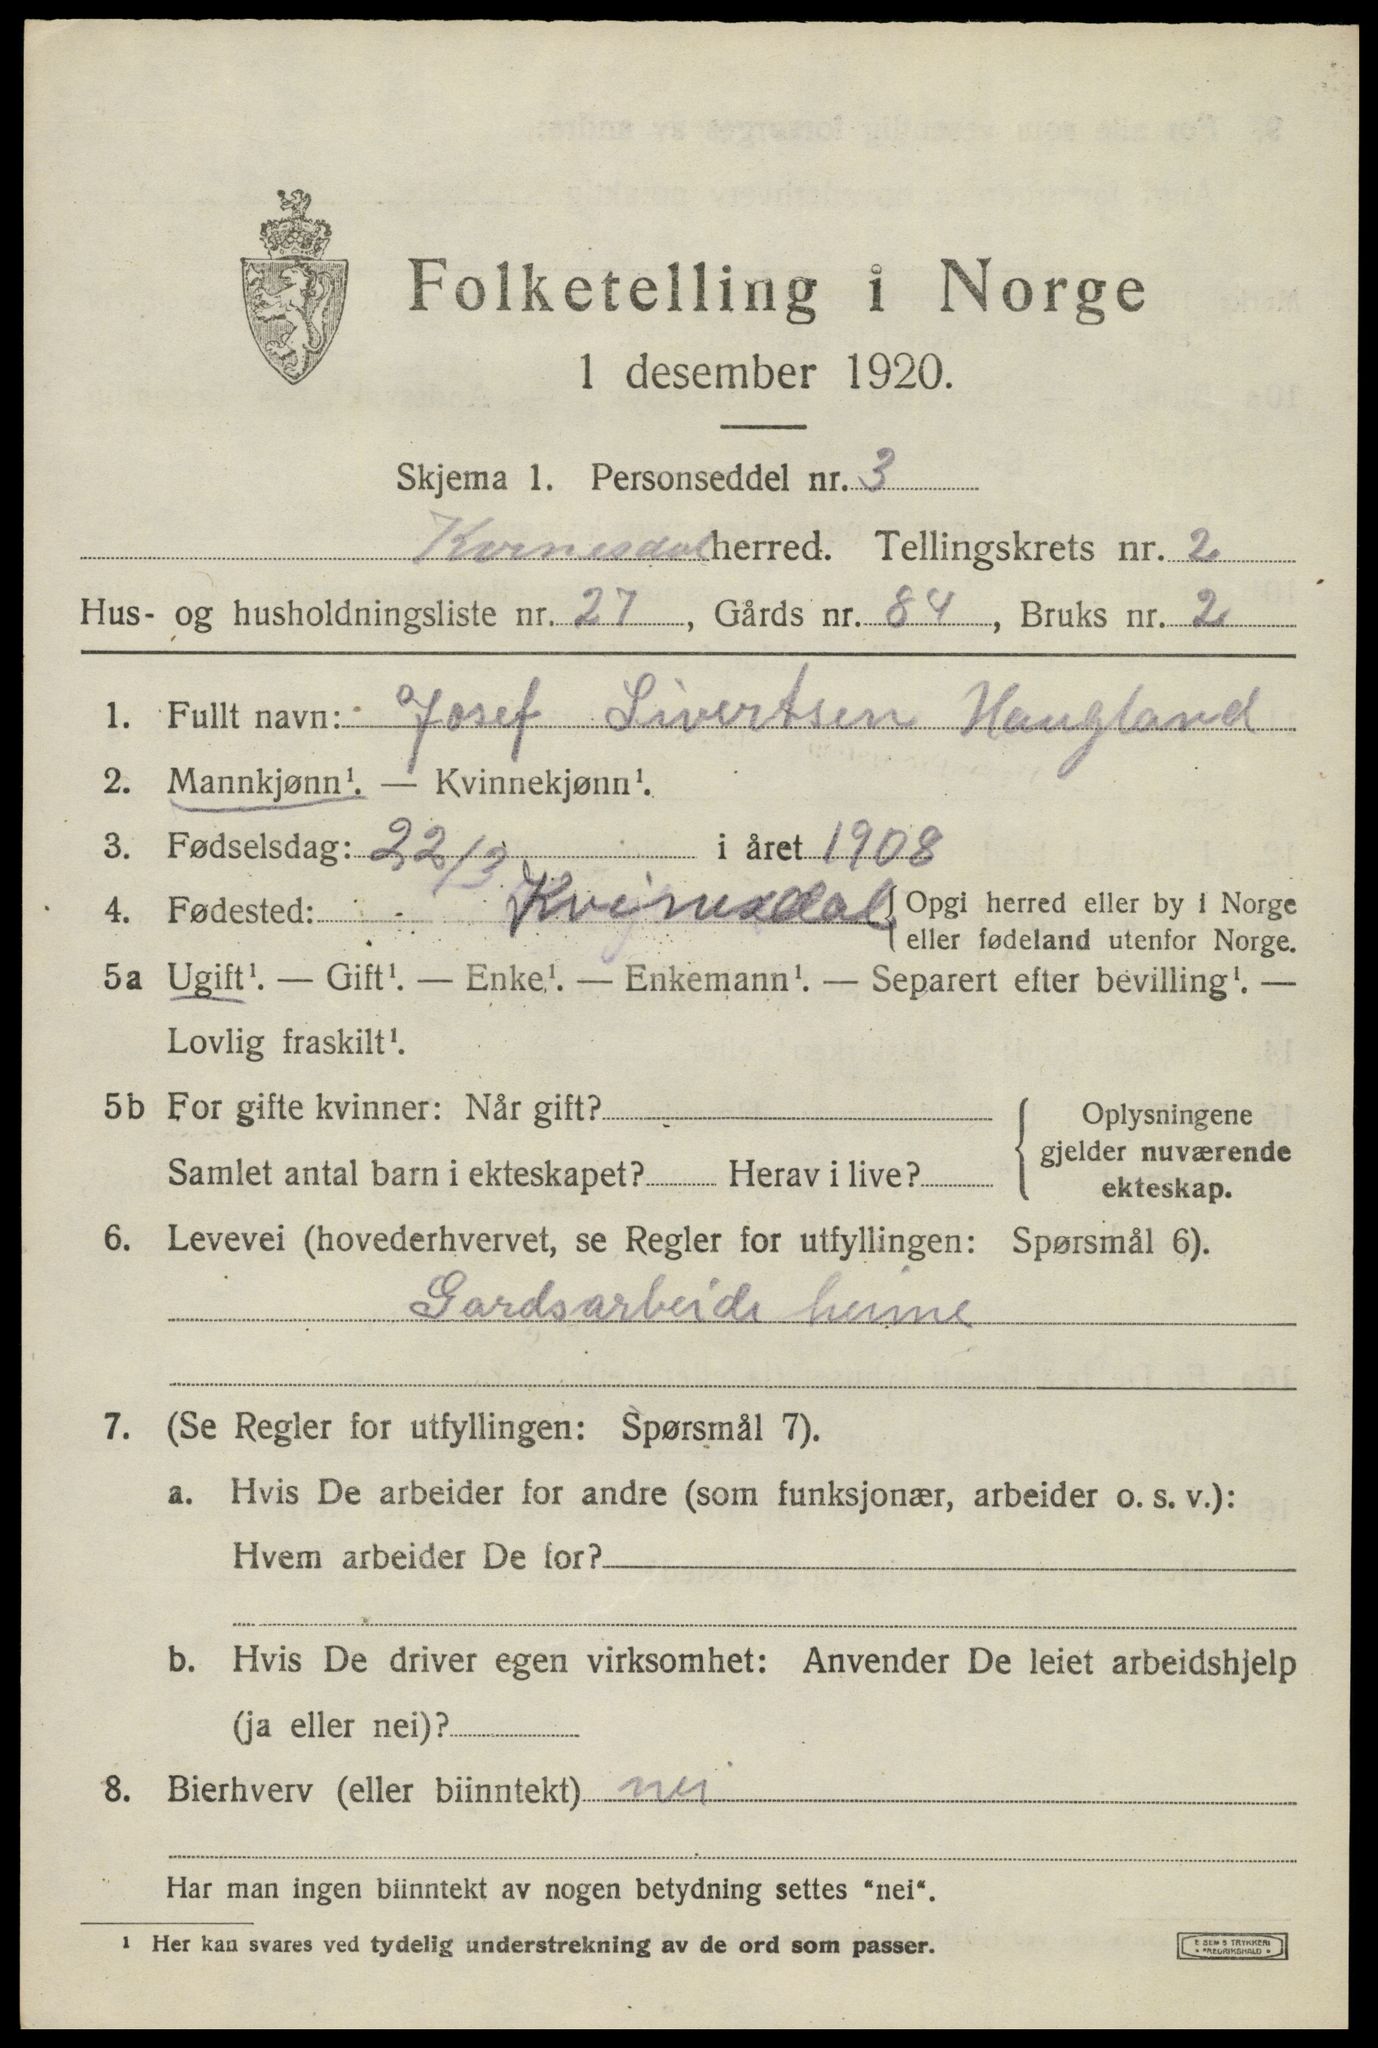 Folketelling i Norge
1 desember 1920.
Skjema 1. Personseddel nr. 3
Kvinesdal herred. Tellingskrets nr. 2
Hus- og husholdningsliste nr. 27, Gårds nr. 84, Bruks nr. 2
1. Fullt navn: Josef Sivertsen Haugland
2. Mannkjønn¹. — Kvinnekjønn¹.
3. Fødselsdag: 22/3 i året 1908
4. Fødested: Kvinesdal { Opgi herred eller by i Norge
eller fødeland utenfor Norge.
5a Ugift¹. — Gift¹. — Enke¹. — Enkemann¹. — Separert efter bevilling¹. —
Lovlig fraskilt¹.
5b For gifte kvinner: Når gift?
Samlet antal barn i ekteskapet? Herav i live?
{ Oplysningene
gjelder nuværende
ekteskap.
6. Levevei (hovederhvervet, se Regler for utfyllingen: Spørsmål 6).
Gardsarbeide heime
7. (Se Regler for utfyllingen: Spørsmål 7).
a. Hvis De arbeider for andre (som funksjonær, arbeider o. s. v.):
Hvem arbeider De for?
b. Hvis De driver egen virksomhet: Anvender De leiet arbeidshjelp
(ja eller nei)?
8. Bierhverv (eller biinntekt) nei
Har man ingen biinntekt av nogen betydning settes "nei".
¹ Her kan svares ved tydelig understrekning av de ord som passer.
E SEM S TRYKKERI
FREDRIKSHALD